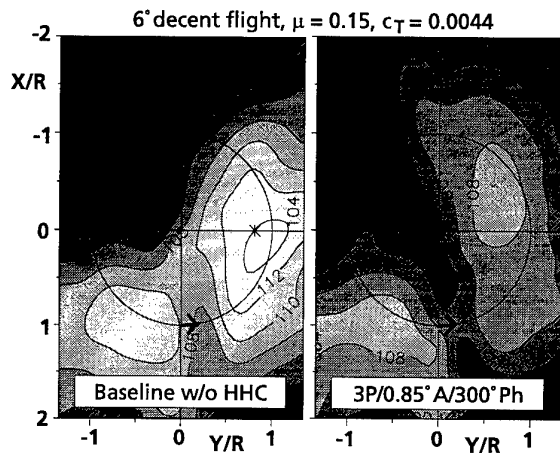 6° decent flight, μ = 0.15, c_T = 0.0044
-2
X/R
-1
0
1
2
104
112
110
108
Baseline w/o HHC
108
108
3P/0.85° A/300° Ph
-1 0 1
Y/R
-1 0 1
Y/R